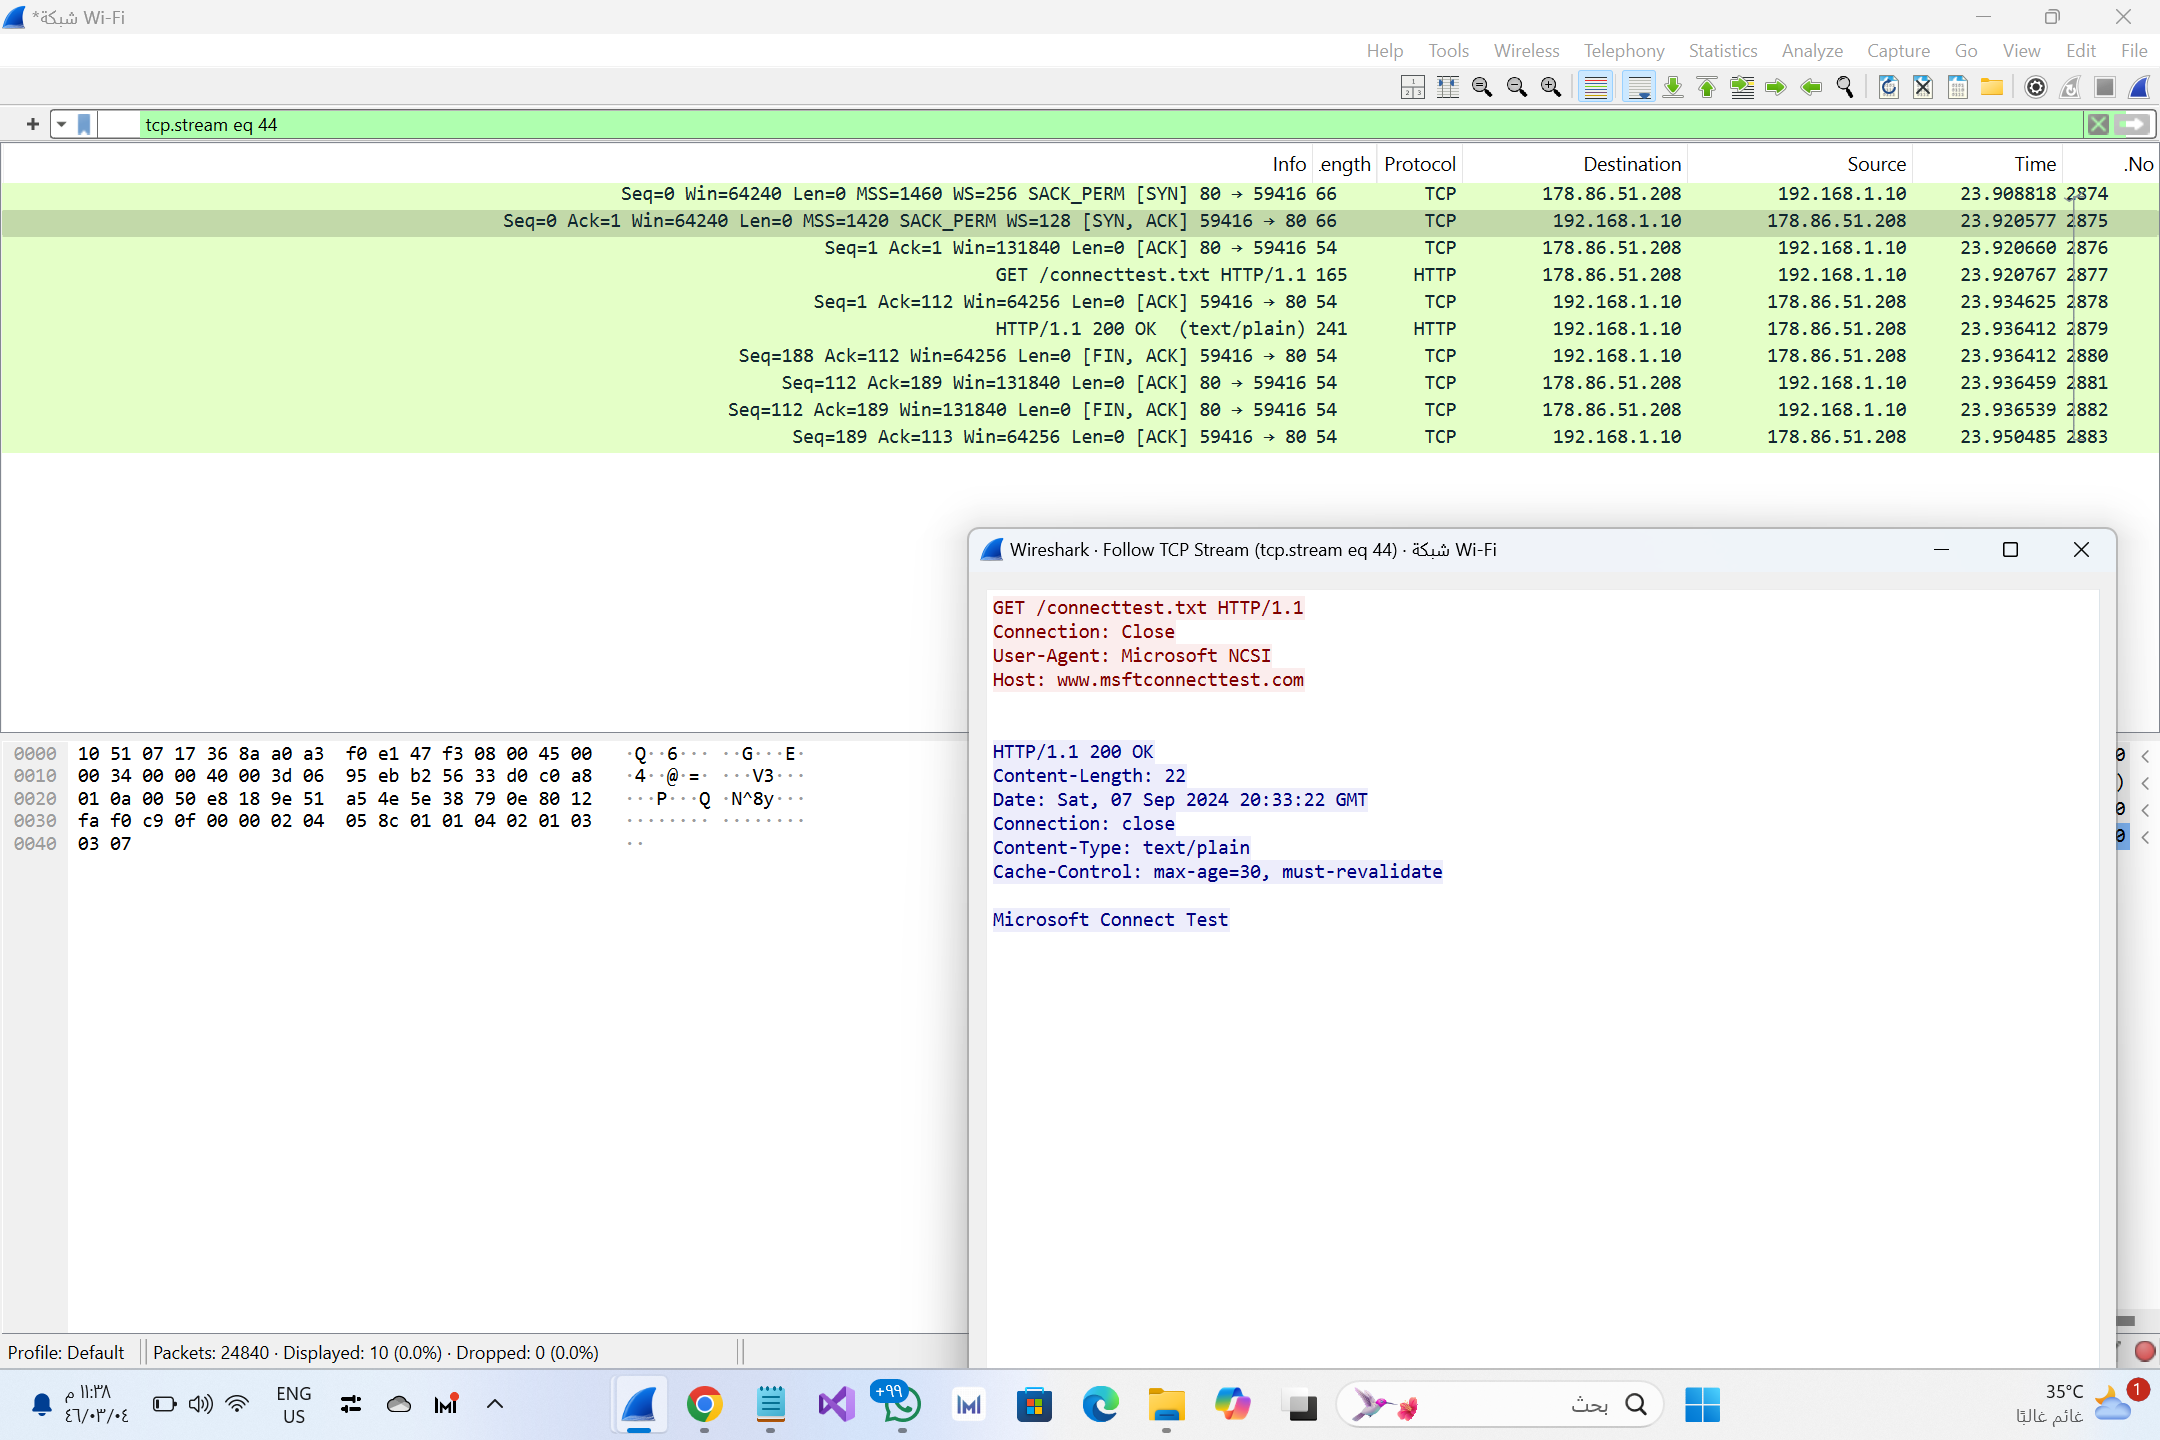 *شبكة Wi-Fi
Help Tools Wireless Telephony Statistics Analyze Capture Go View Edit File
tcp.stream eq 44
Info .ength Protocol Destination Source Time .No
Seq=0 Win=64240 Len=0 MSS=1460 WS=256 SACK_PERM [SYN] 80 → 59416 66 TCP 178.86.51.208 192.168.1.10 23.908818 2874
Seq=0 Ack=1 Win=64240 Len=0 MSS=1420 SACK_PERM WS=128 [SYN, ACK] 59416 → 80 66 TCP 192.168.1.10 178.86.51.208 23.920577 2875
Seq=1 Ack=1 Win=131840 Len=0 [ACK] 80 → 59416 54 TCP 178.86.51.208 192.168.1.10 23.920660 2876
GET /connecttest.txt HTTP/1.1 165 HTTP 178.86.51.208 192.168.1.10 23.920767 2877
Seq=1 Ack=112 Win=64256 Len=0 [ACK] 59416 → 80 54 TCP 192.168.1.10 178.86.51.208 23.934625 2878
HTTP/1.1 200 OK (text/plain) 241 HTTP 192.168.1.10 178.86.51.208 23.936412 2879
Seq=188 Ack=112 Win=64256 Len=0 [FIN, ACK] 59416 → 80 54 TCP 192.168.1.10 178.86.51.208 23.936412 2880
Seq=112 Ack=189 Win=131840 Len=0 [ACK] 80 → 59416 54 TCP 178.86.51.208 192.168.1.10 23.936459 2881
Seq=112 Ack=189 Win=131840 Len=0 [FIN, ACK] 80 → 59416 54 TCP 178.86.51.208 192.168.1.10 23.936539 2882
Seq=189 Ack=113 Win=64256 Len=0 [ACK] 59416 → 80 54 TCP 192.168.1.10 178.86.51.208 23.950485 2883
Wireshark · Follow TCP Stream (tcp.stream eq 44) · شبكة Wi-Fi
GET /connecttest.txt HTTP/1.1
Connection: Close
User-Agent: Microsoft NCSI
Host: www.msftconnecttest.com
HTTP/1.1 200 OK
Content-Length: 22
Date: Sat, 07 Sep 2024 20:33:22 GMT
Connection: close
Content-Type: text/plain
Cache-Control: max-age=30, must-revalidate
Microsoft Connect Test
0000 10 51 07 17 36 8a a0 a3 f0 e1 47 f3 08 00 45 00 ·Q··6··· ··G···E·
0010 00 34 00 00 40 00 3d 06 95 eb b2 56 33 d0 c0 a8 ·4··@·=· ···V3···
0020 01 0a 00 50 e8 18 9e 51 a5 4e 5e 38 79 0e 80 12 ···P···Q ·N^8y···
0030 fa f0 c9 0f 00 00 02 04 05 8c 01 01 04 02 01 03 ········ ········
0040 03 07 ··
Profile: Default Packets: 24840 · Displayed: 10 (0.0%) · Dropped: 0 (0.0%)
١١:٣٨ م
٤٦/٠٣/٠٤
ENG
US
+٩٩
بحث
35°C
غائم غالبًا
1